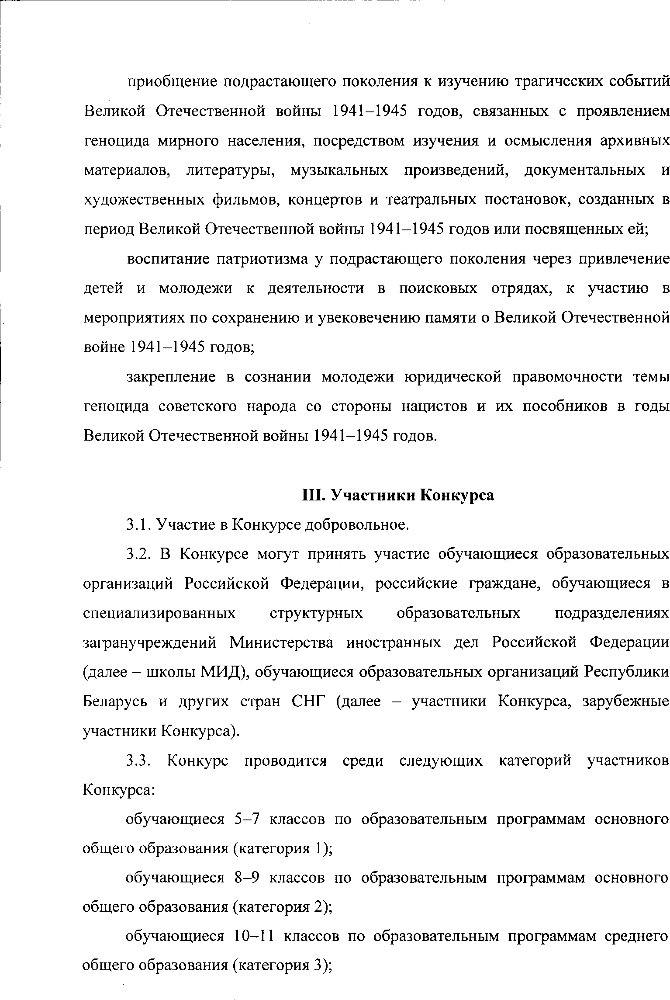 приобщение подрастающего поколения к изучению трагических событий
Великой Отечественной войны 1941–1945 годов, связанных с проявлением
геноцида мирного населения, посредством изучения и осмысления архивных
материалов, литературы, музыкальных произведений, документальных и
художественных фильмов, концертов и театральных постановок, созданных в
период Великой Отечественной войны 1941–1945 годов или посвященных ей;
воспитание патриотизма у подрастающего поколения через привлечение
детей и молодежи к деятельности в поисковых отрядах, к участию в
мероприятиях по сохранению и увековечению памяти о Великой Отечественной
войне 1941–1945 годов;
закрепление в сознании молодежи юридической правомочности темы
геноцида советского народа со стороны нацистов и их пособников в годы
Великой Отечественной войны 1941–1945 годов.
III. Участники Конкурса
3.1. Участие в Конкурсе добровольное.
3.2. В Конкурсе могут принять участие обучающиеся образовательных
организаций Российской Федерации, российские граждане, обучающиеся в
специализированных структурных образовательных подразделениях
загранучреждений Министерства иностранных дел Российской Федерации
(далее – школы МИД), обучающиеся образовательных организаций Республики
Беларусь и других стран СНГ (далее – участники Конкурса, зарубежные
участники Конкурса).
3.3. Конкурс проводится среди следующих категорий участников
Конкурса:
обучающиеся 5–7 классов по образовательным программам основного
общего образования (категория 1);
обучающиеся 8–9 классов по образовательным программам основного
общего образования (категория 2);
обучающиеся 10–11 классов по образовательным программам среднего
общего образования (категория 3);